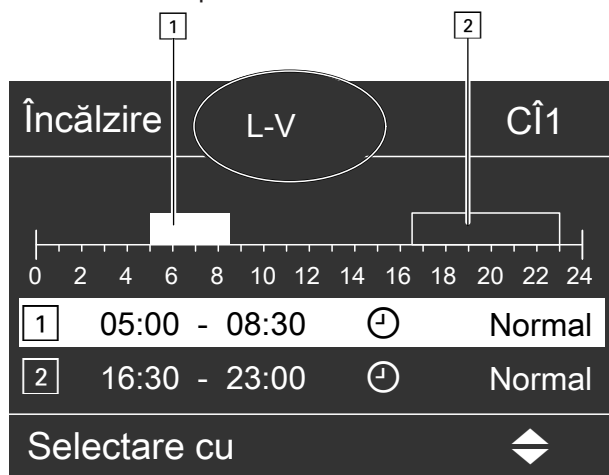 1 2
Încălzire L-V CÎ1
0 2 4 6 8 10 12 14 16 18 20 22 24
1 05:00 - 08:30 Normal
2 16:30 - 23:00 Normal
Selectare cu